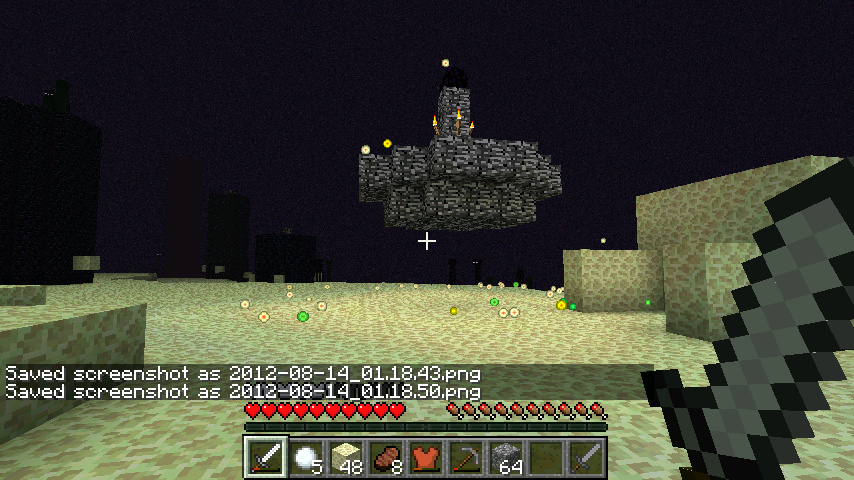 Saved screenshot as 2012-08-14_01.18.43.png
Saved screenshot as 2012-08-14_01.18.50.png
5 48 8 64